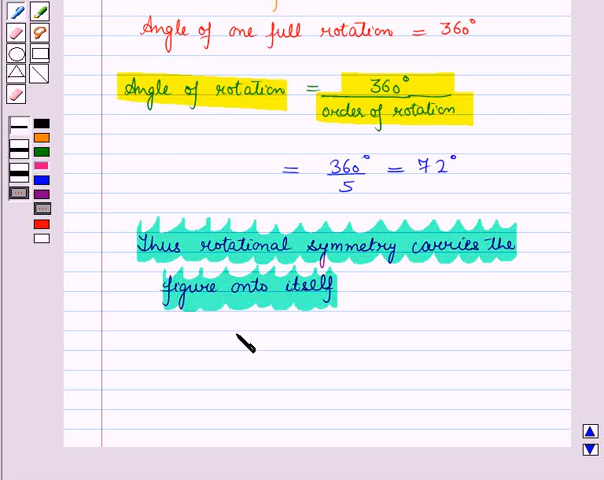 Angle of one full rotation = 360°
Angle of rotation = 360° / order of rotation
= 360° / 5 = 72°
Thus rotational symmetry carries the
figure onto itself